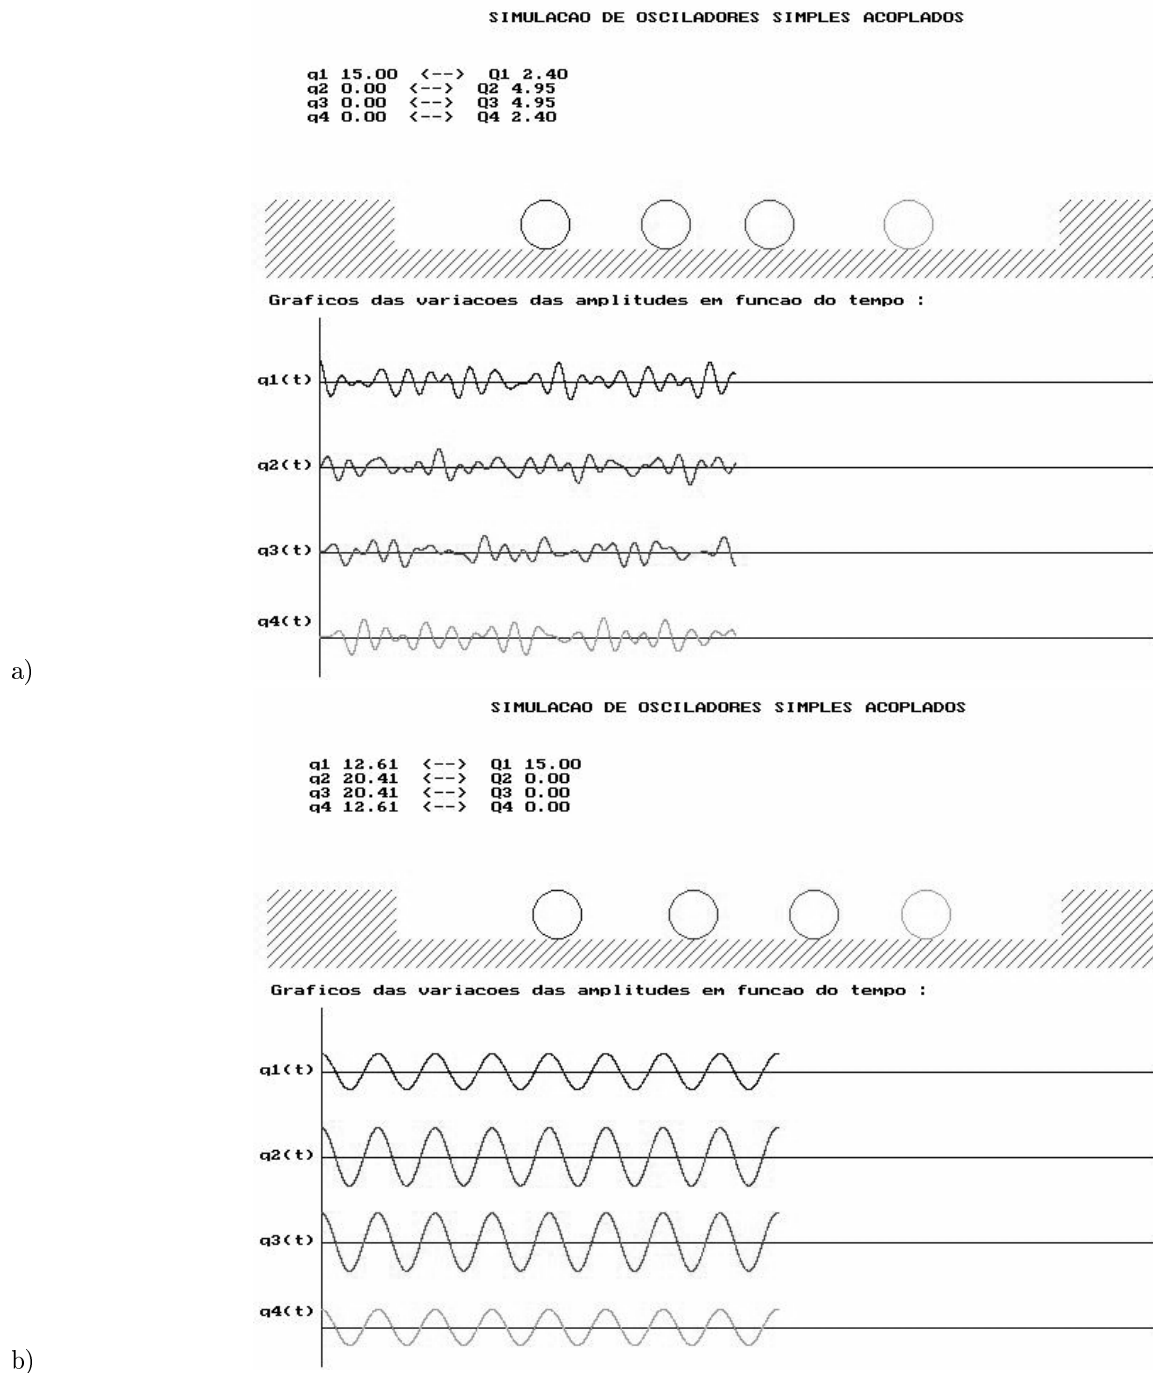 SIMULACAO DE OSCILADORES SIMPLES ACOPLADOS
q1 15.00 <--> Q1 2.40
q2 0.00 <--> Q2 4.95
q3 0.00 <--> Q3 4.95
q4 0.00 <--> Q4 2.40
Graficos das variacoes das amplitudes em funcao do tempo :
q1(t)
q2(t)
q3(t)
q4(t)
a)
SIMULACAO DE OSCILADORES SIMPLES ACOPLADOS
q1 12.61 <--> Q1 15.00
q2 20.41 <--> Q2 0.00
q3 20.41 <--> Q3 0.00
q4 12.61 <--> Q4 0.00
Graficos das variacoes das amplitudes em funcao do tempo :
q1(t)
q2(t)
q3(t)
q4(t)
b)